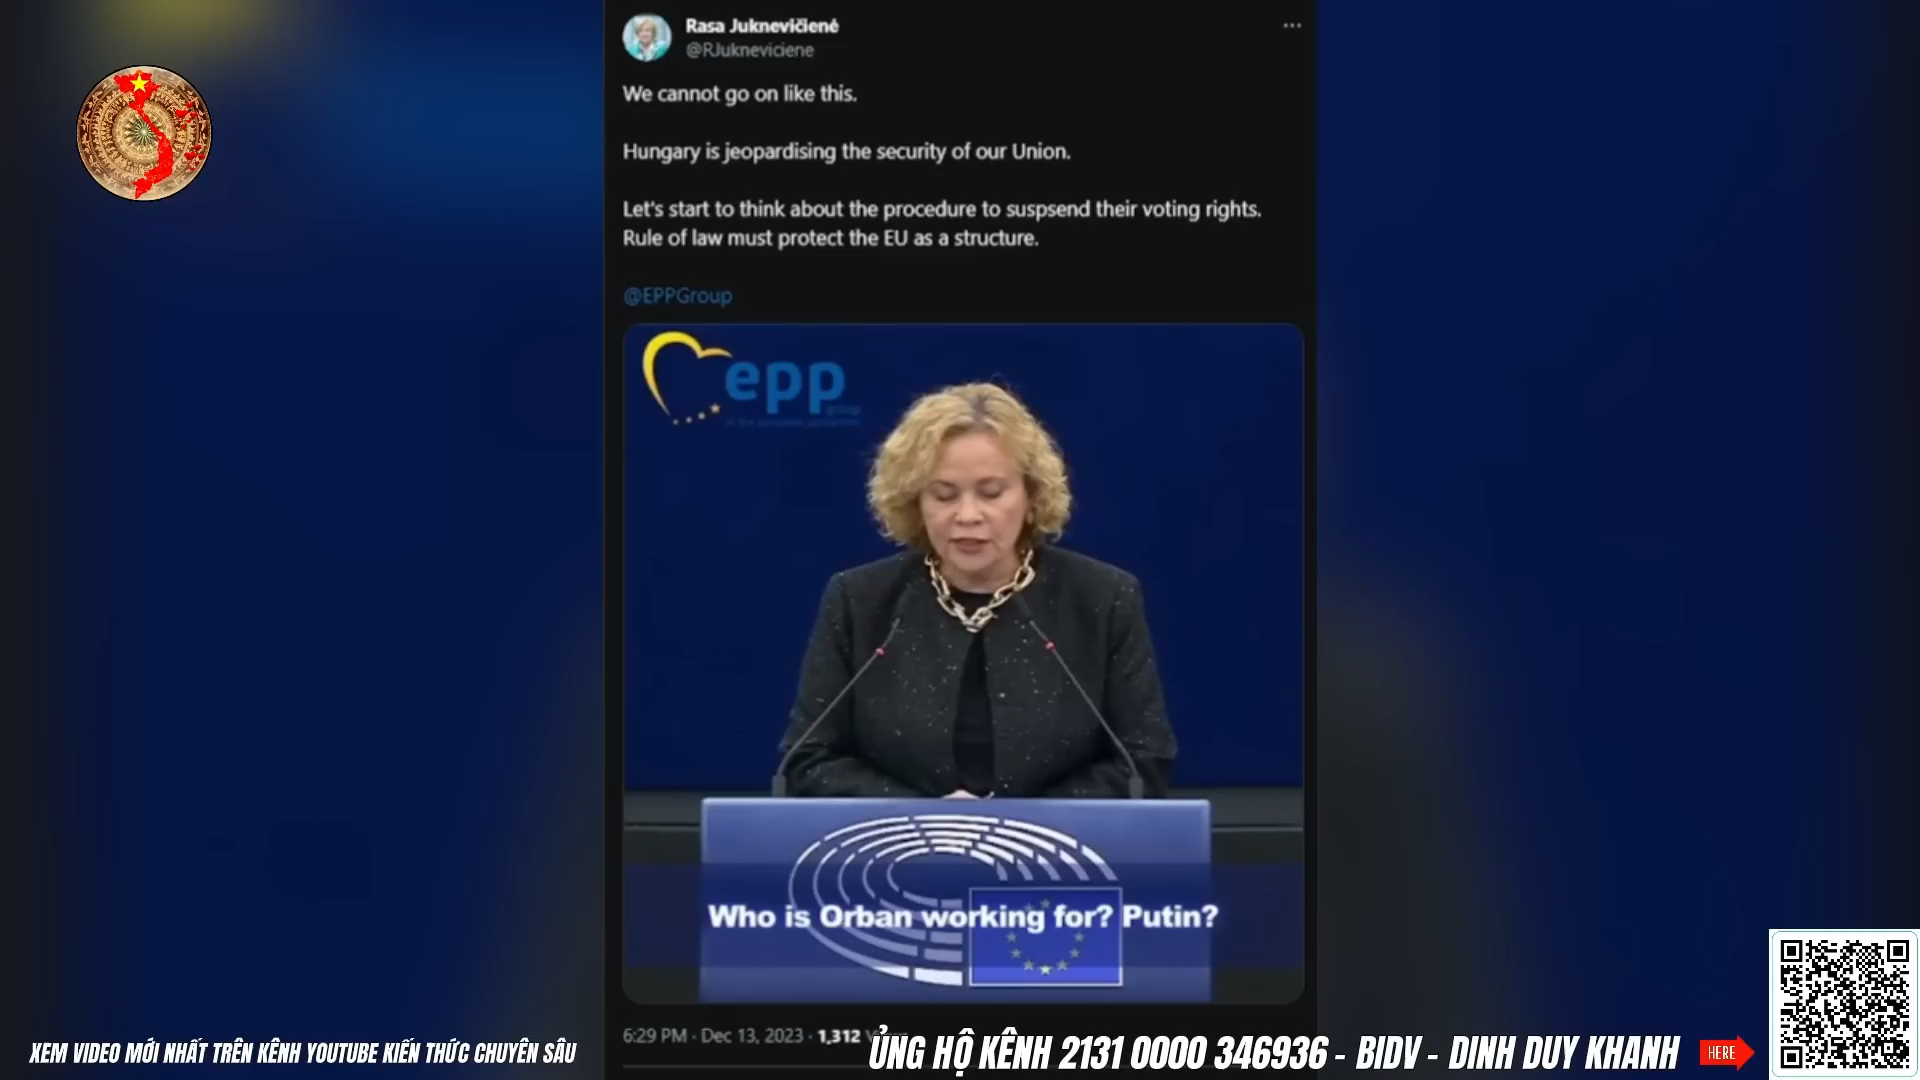 Rasa Juknevičienė
@RJukneviciene
We cannot go on like this.
Hungary is jeopardising the security of our Union.
Let's start to think about the procedure to suspsend their voting rights.
Rule of law must protect the EU as a structure.
@EPPGroup
epp
Who is Orban working for? Putin?
6:29 PM · Dec 13, 2023 · 1,312
XEM VIDEO MỚI NHẤT TRÊN KÊNH YOUTUBE KIẾN THỨC CHUYÊN SÂU
ỦNG HỘ KÊNH 2131 0000 346936 - BIDV - DINH DUY KHANH
HERE